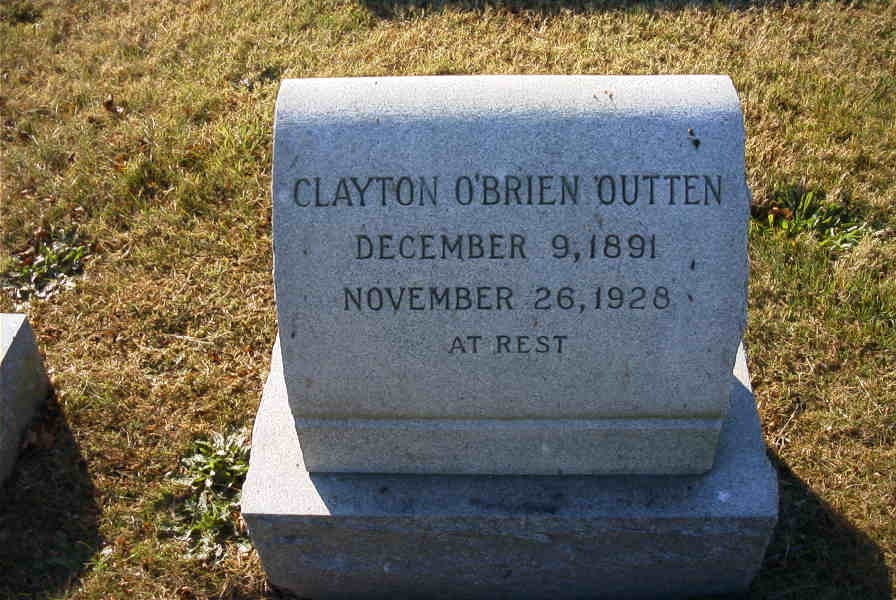 CLAYTON O'BRIEN OUTTEN
DECEMBER 9, 1891
NOVEMBER 26, 1928
AT REST